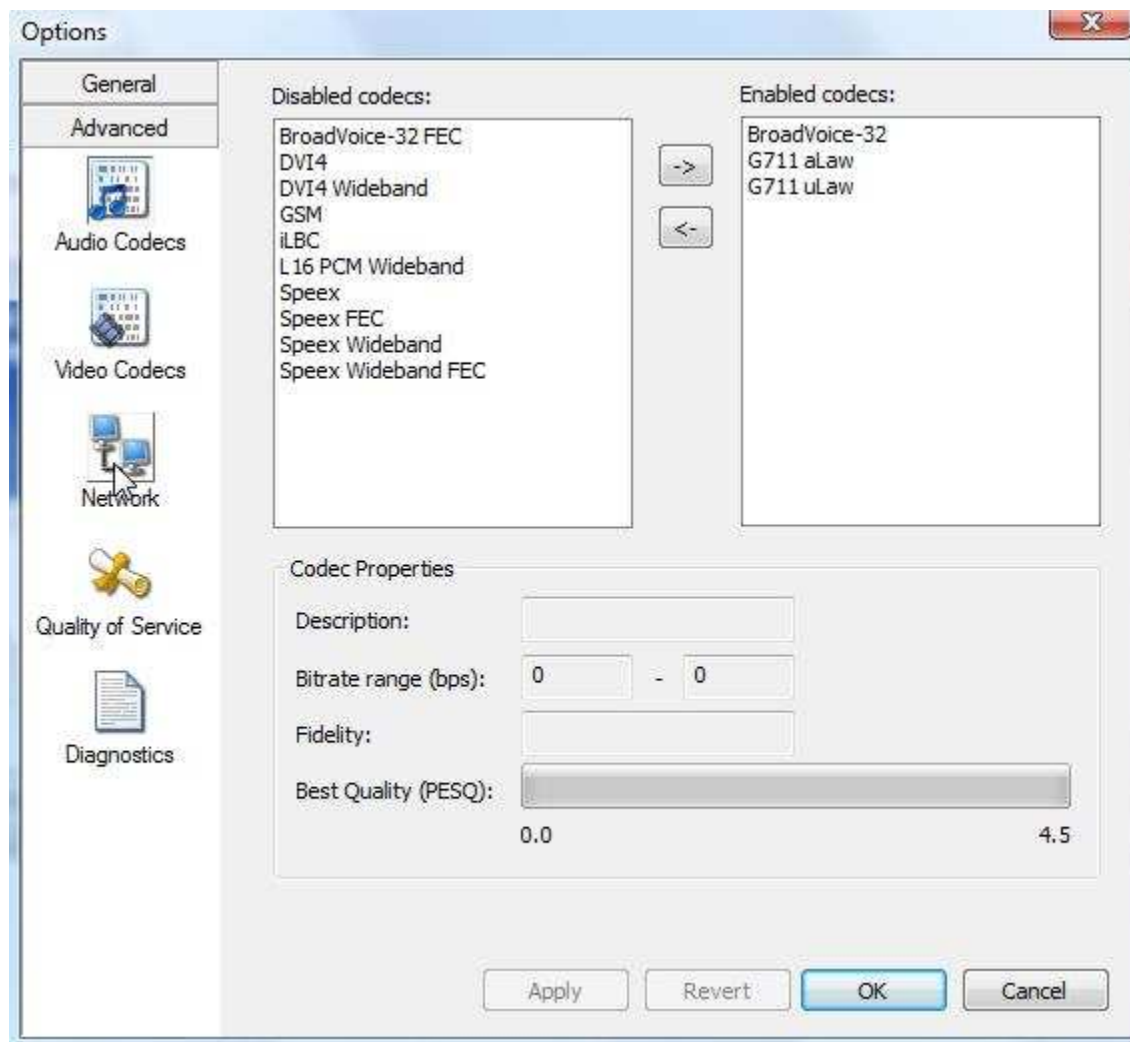 Options
General
Advanced
Audio Codecs
Video Codecs
Network
Quality of Service
Diagnostics
Disabled codecs:
BroadVoice-32 FEC
DVI4
DVI4 Wideband
GSM
iLBC
L16 PCM Wideband
Speex
Speex FEC
Speex Wideband
Speex Wideband FEC
->
<-
Enabled codecs:
BroadVoice-32
G711 aLaw
G711 uLaw
Codec Properties
Description:
Bitrate range (bps): 0 - 0
Fidelity:
Best Quality (PESQ):
0.0 4.5
Apply Revert OK Cancel